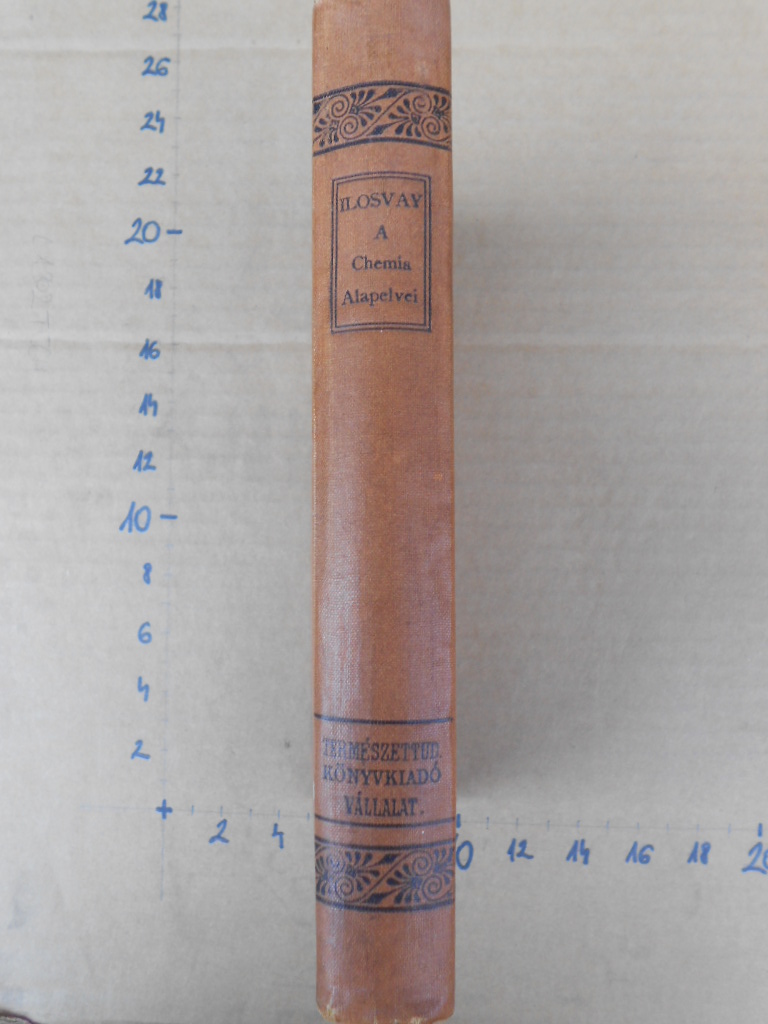 ILOSVAY
A
Chemia
Alapelvei
TERMÉSZETTUD.
KÖNYVKIADÓ
VÁLLALAT.
28
26
24
22
20
18
16
14
12
10
8
6
4
2
2 4 10 12 14 16 18 20